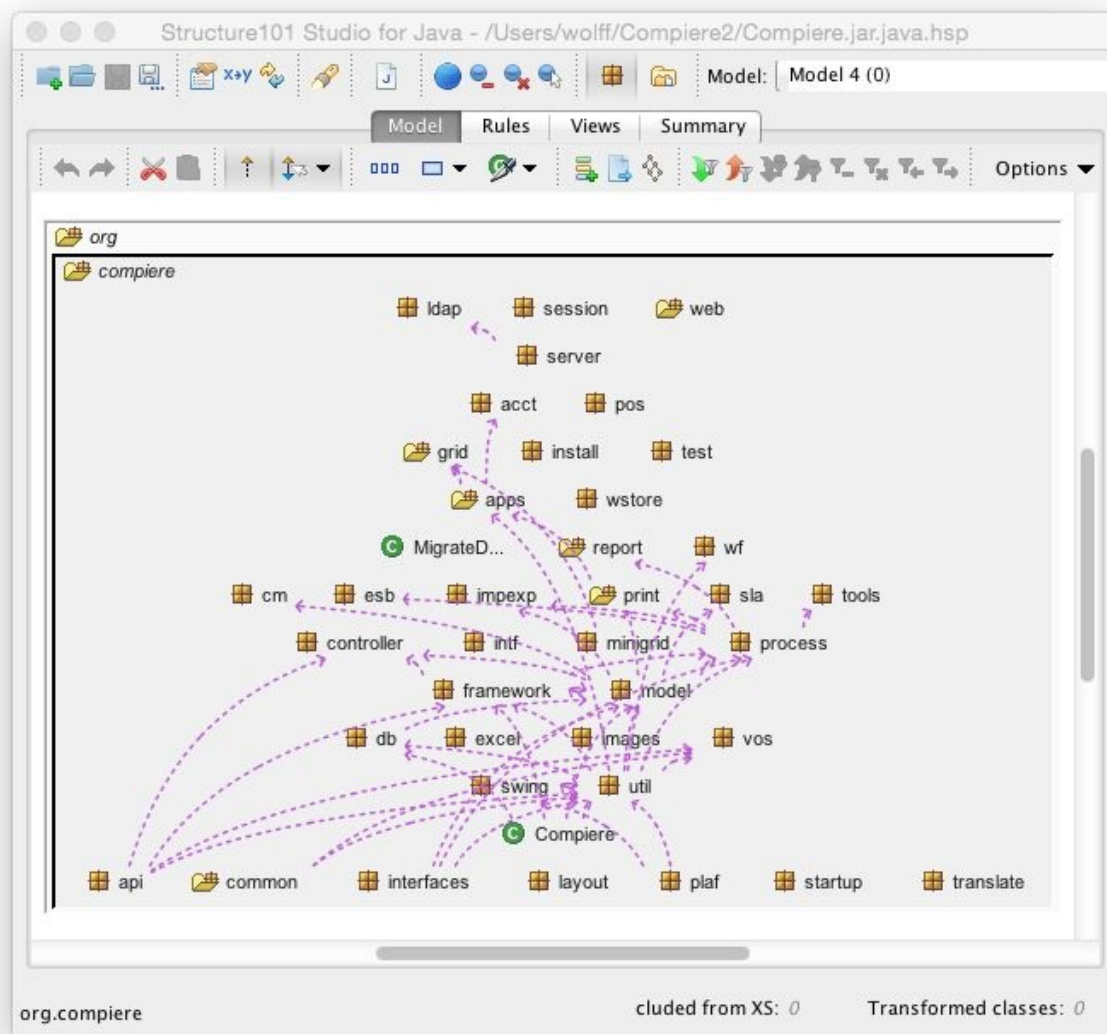 Structure101 Studio for Java - /Users/wolff/Compiere2/Compiere.jar.java.hsp
x+y J Model: Model 4 (0)
Model Rules Views Summary
Options
org
compiere
ldap session web
server
acct pos
grid install test
apps wstore
C MigrateD... report wf
cm esb impexp print sla tools
controller intf minigrid process
framework model
db excel images vos
swing util
C Compiere
api common interfaces layout plaf startup translate
org.compiere cluded from XS: 0 Transformed classes: 0